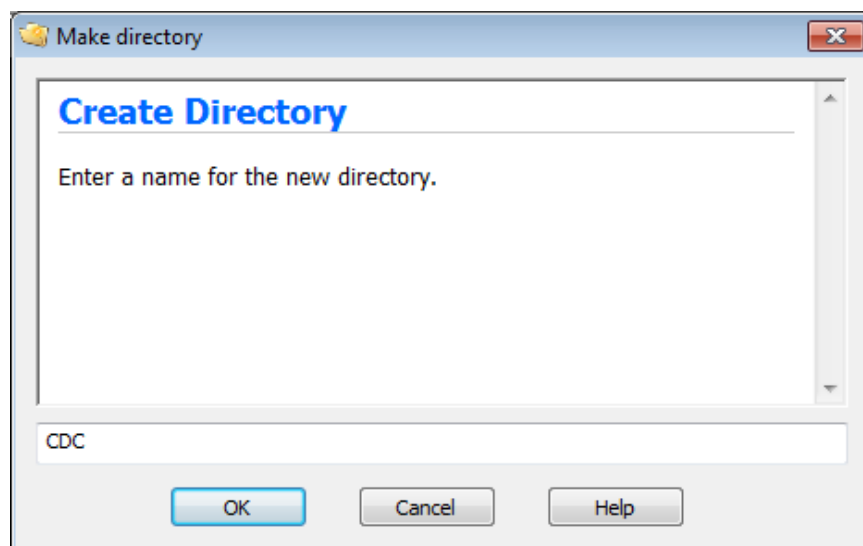 Make directory
Create Directory
Enter a name for the new directory.
CDC
OK Cancel Help